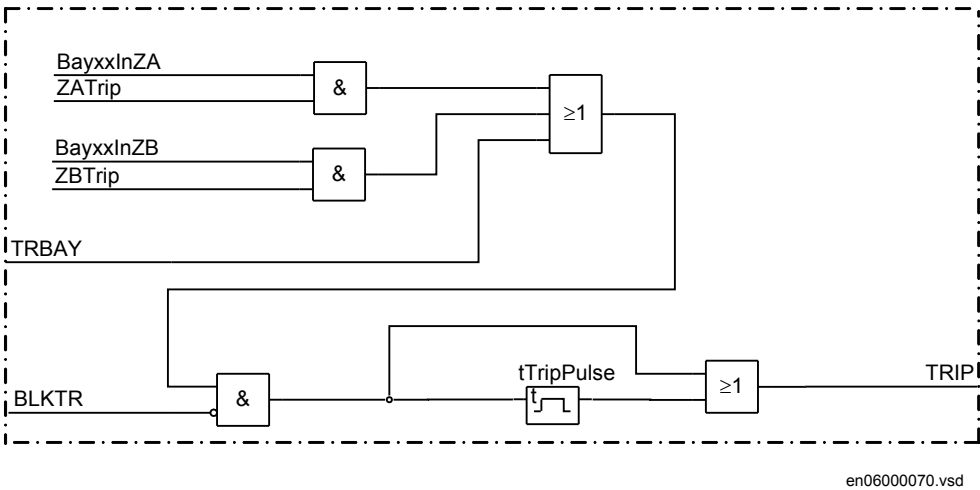 BayxxInZA
ZATrip
&
≥1
BayxxInZB
ZBTrip
&
TRBAY
tTripPulse
TRIP
t
≥1
BLKTR
&
en06000070.vsd